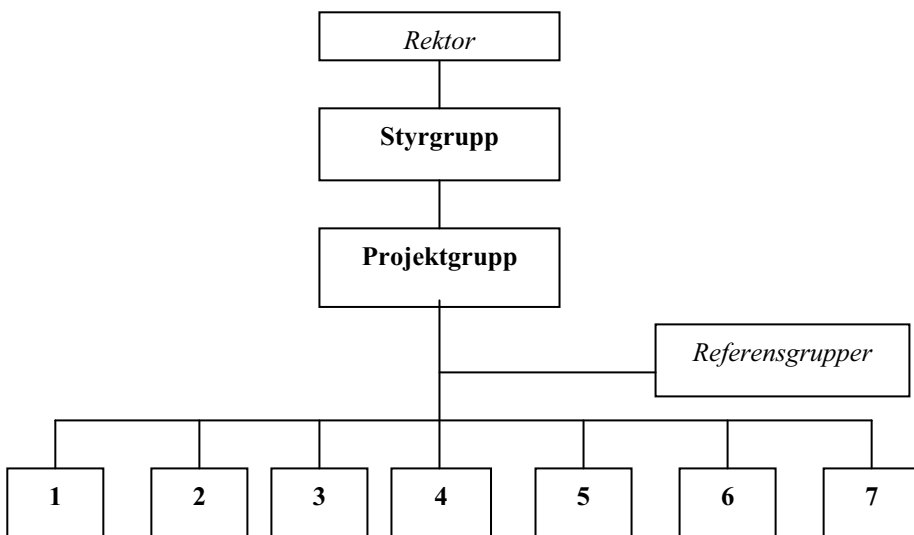 Rektor
Styrgrupp
Projektgrupp
Referensgrupper
1 2 3 4 5 6 7